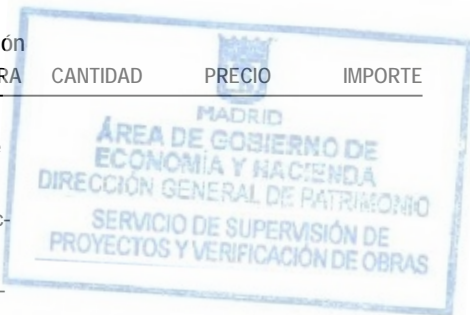 ón
RA CANTIDAD PRECIO IMPORTE
MADRID
ÁREA DE GOBIERNO DE
ECONOMÍA Y HACIENDA
DIRECCIÓN GENERAL DE PATRIMONIO
SERVICIO DE SUPERVISIÓN DE
PROYECTOS Y VERIFICACIÓN DE OBRAS
c-